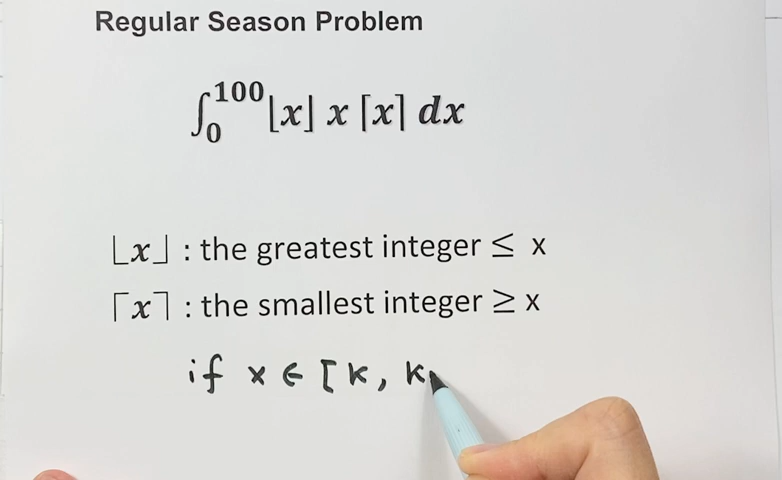 Regular Season Problem
∫₀¹⁰⁰⌊x⌋ x ⌈x⌉ dx
⌊x⌋ : the greatest integer ≤ x
⌈x⌉ : the smallest integer ≥ x
if x ∈ [k, k